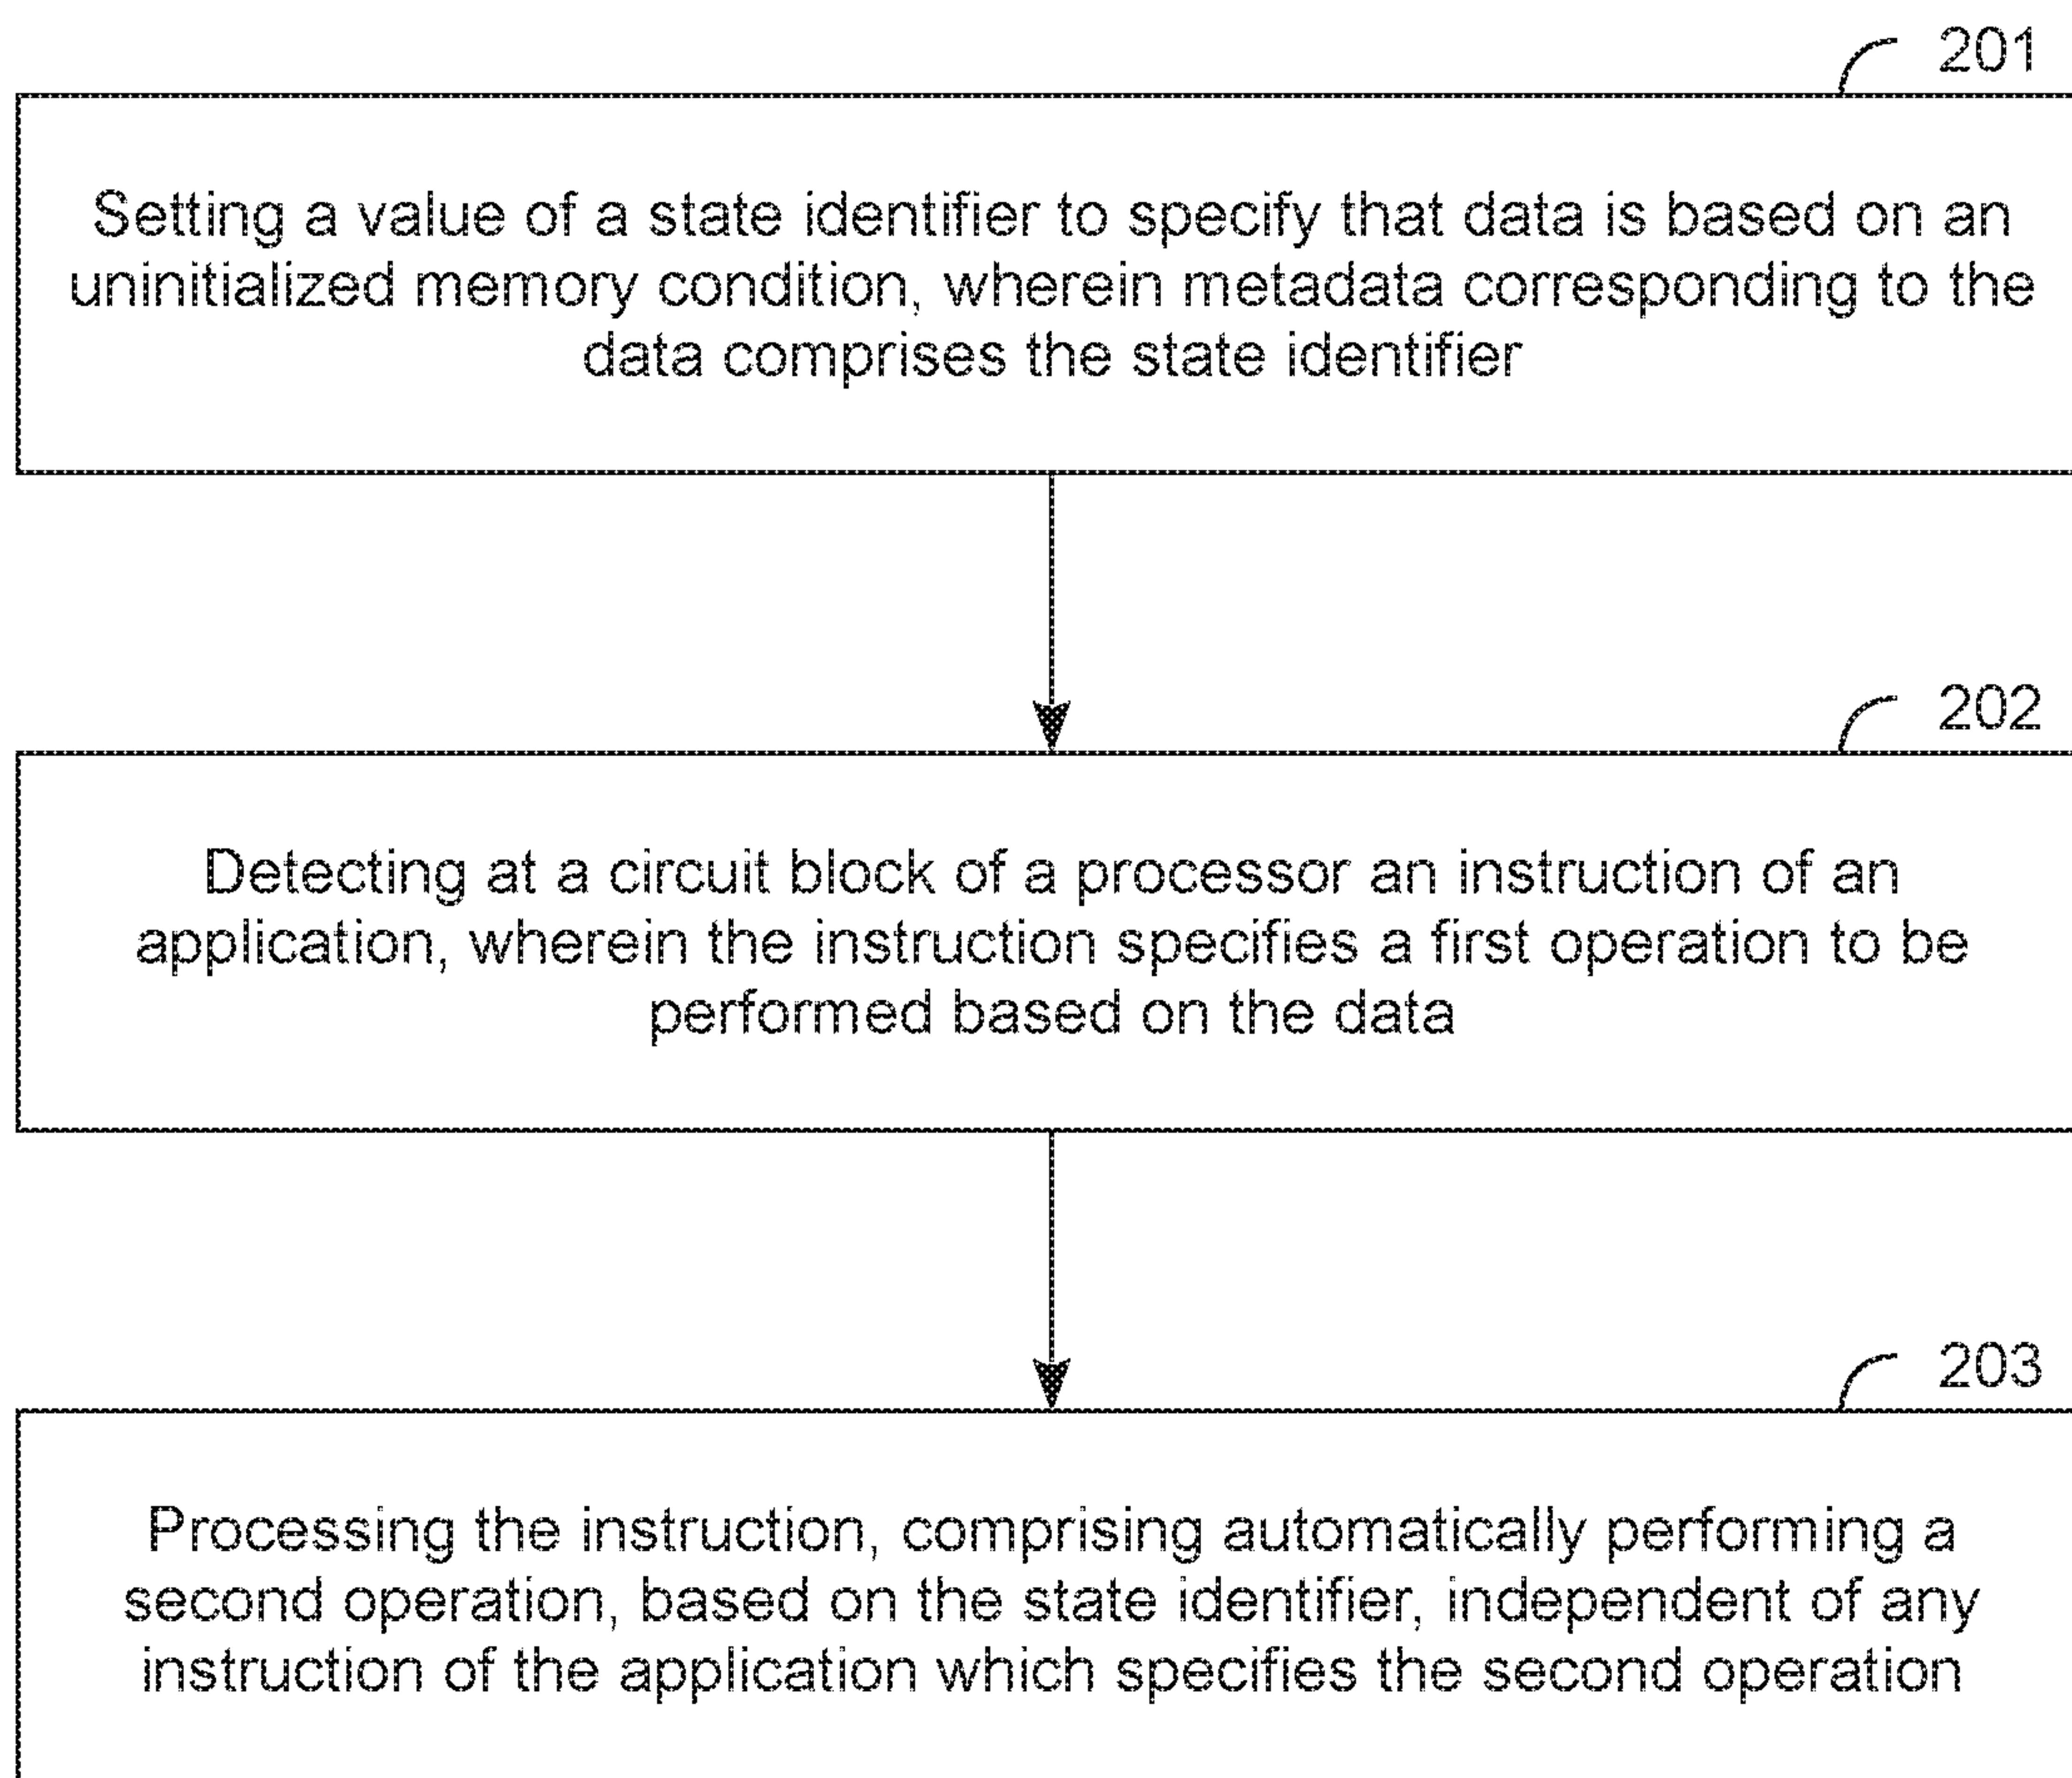 201
Setting a value of a state identifier to specify that data is based on an
uninitialized memory condition, wherein metadata corresponding to the
data comprises the state identifier
202
Detecting at a circuit block of a processor an instruction of an
application, wherein the instruction specifies a first operation to be
performed based on the data
203
Processing the instruction, comprising automatically performing a
second operation, based on the state identifier, independent of any
instruction of the application which specifies the second operation